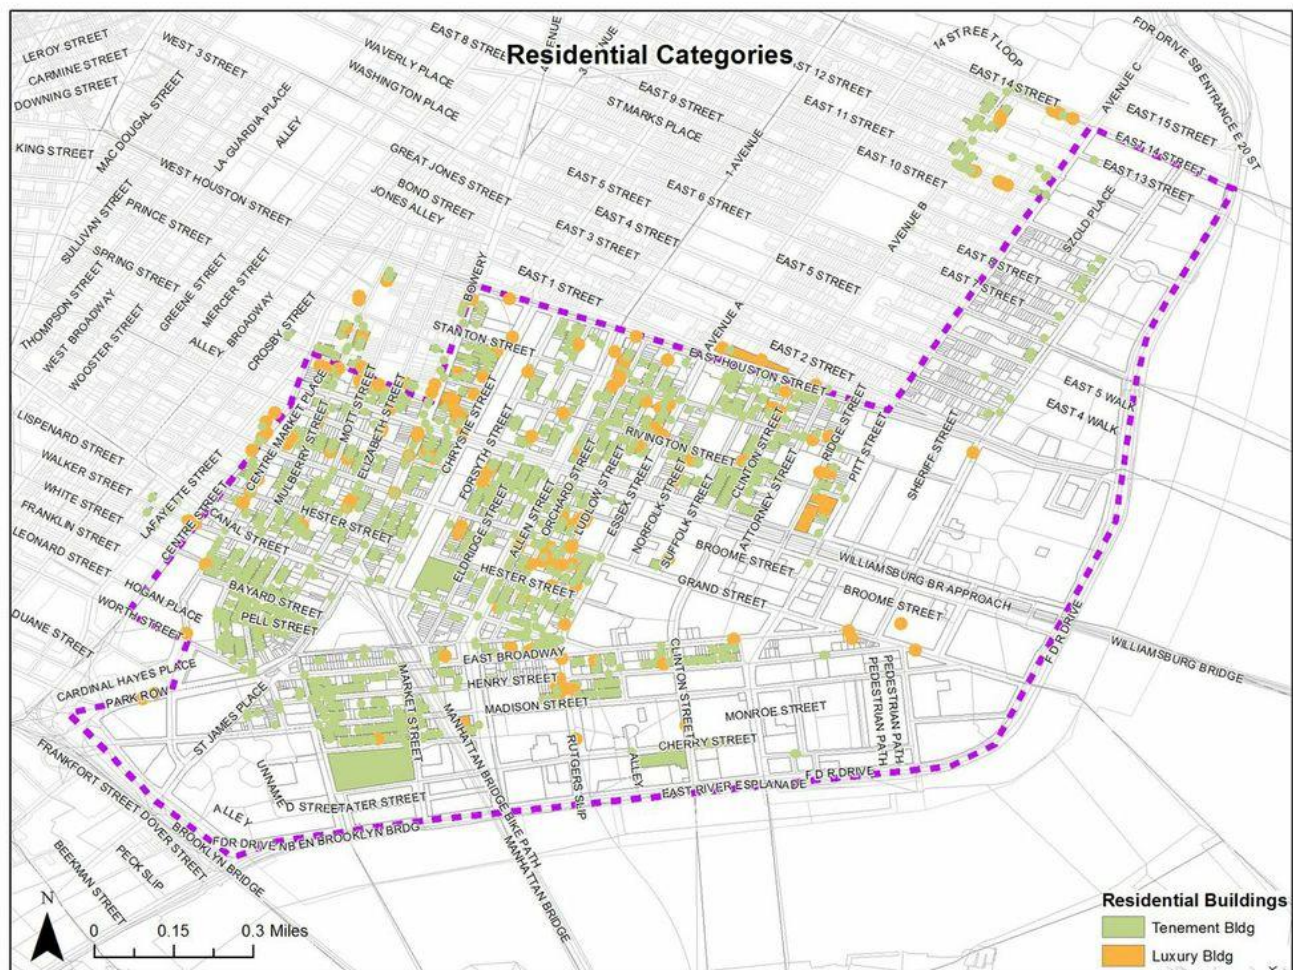 Residential Categories
LEROY STREET
CARMINE STREET
DOWNING STREET
KING STREET
WEST 3 STREET
MAC DOUGAL STREET
LA GUARDIA PLACE
ALLEY
WAVERLY PLACE
WASHINGTON PLACE
EAST 8 STREE
AVENUE
3 AVENUE
EAST 9 STREET
ST MARKS PLACE
EAST 12 STREET
EAST 11 STREET
EAST 10 STREET
14 STREET LOOP
EAST 14 STREET
AVENUE C
FDR DRIVE SB ENTRANCE E 20 ST
EAST 15 STREET
EAST 14 STREET
EAST 13 STREET
SZOLD PLACE
GREAT JONES STREET
BOND STREET
JONES ALLEY
EAST 5 STREET
EAST 4 STREET
EAST 3 STREET
EAST 6 STREET
1 AVENUE
AVENUE B
EAST 5 STREET
EAST 8 STREET
EAST 7 STREET
WEST HOUSTON STREET
SULLIVAN STREET
PRINCE STREET
SPRING STREET
THOMPSON STREET
WEST BROADWAY
WOOSTER STREET
GREENE STREET
MERCER STREET
BROADWAY
ALLEY
CROSBY STREET
BOWERY
EAST 1 STREET
STANTON STREET
AVENUE A
EAST 2 STREET
EAST HOUSTON STREET
EAST 5 WALK
EAST 4 WALK
LISPENARD STREET
WALKER STREET
WHITE STREET
FRANKLIN STREET
LEONARD STREET
DUANE STREET
LAFAYETTE STREET
CENTRE STREET
CENTRE MARKET PLACE
MULBERRY STREET
MOTT STREET
ELIZABETH STREET
CHRYSTIE STREET
FORSYTH STREET
ELDRIDGE STREET
ALLEN STREET
ORCHARD STREET
LUDLOW STREET
ESSEX STREET
NORFOLK STREET
SUFFOLK STREET
CLINTON STREET
ATTORNEY STREET
RIDGE STREET
PITT STREET
SHERIFF STREET
RIVINGTON STREET
CANAL STREET
HESTER STREET
HESTER STREET
BROOME STREET
GRAND STREET
BROOME STREET
WILLIAMSBURG BR APPROACH
WILLIAMSBURG BRIDGE
F D R DRIVE
HOGAN PLACE
WORTH STREET
BAYARD STREET
PELL STREET
CARDINAL HAYES PLACE
PARK ROW
ST JAMES PLACE
EAST BROADWAY
HENRY STREET
MADISON STREET
MARKET STREET
CLINTON STREET
MONROE STREET
CHERRY STREET
PEDESTRIAN PATH
PEDESTRIAN PATH
RUTGERS SLIP
ALLEY
MANHATTAN BRIDGE BIKE PATH
MANHATTAN BRIDGE
UNNAME
D STREETATER STREET
ALLEY
FRANKFORT STREET
DOVER STREET
BROOKLYN BRIDGE
BEEKMAN STREET
PECK SLIP
FDR DRIVE NB EN BROOKLYN BRDG
EAST RIVER ESPLANADE
F D R DRIVE
N
0 0.15 0.3 Miles
Residential Buildings
Tenement Bldg
Luxury Bldg